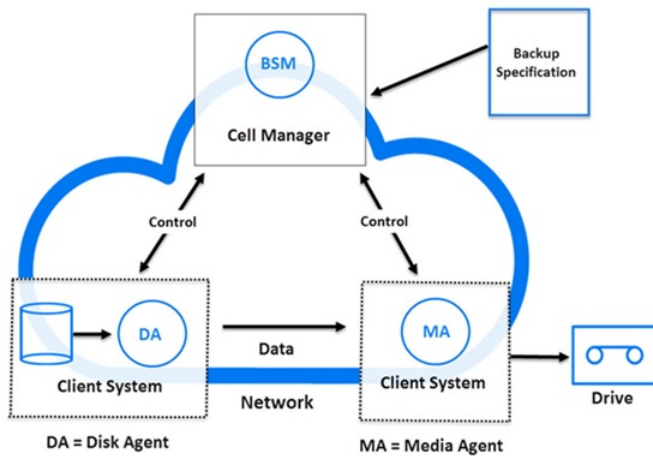 BSM
Cell Manager
Backup
Specification
Control
Control
DA
Client System
Data
MA
Client System
Network
Drive
DA = Disk Agent
MA = Media Agent